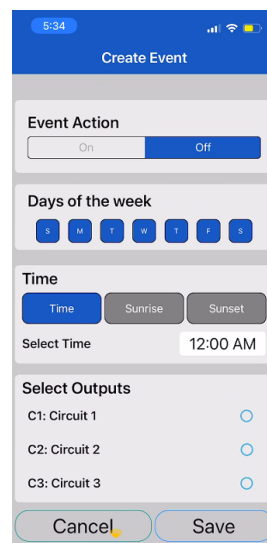 5:34
Create Event
Event Action
On Off
Days of the week
S M T W T F S
Time
Time Sunrise Sunset
Select Time 12:00 AM
Select Outputs
C1: Circuit 1
C2: Circuit 2
C3: Circuit 3
Cancel Save